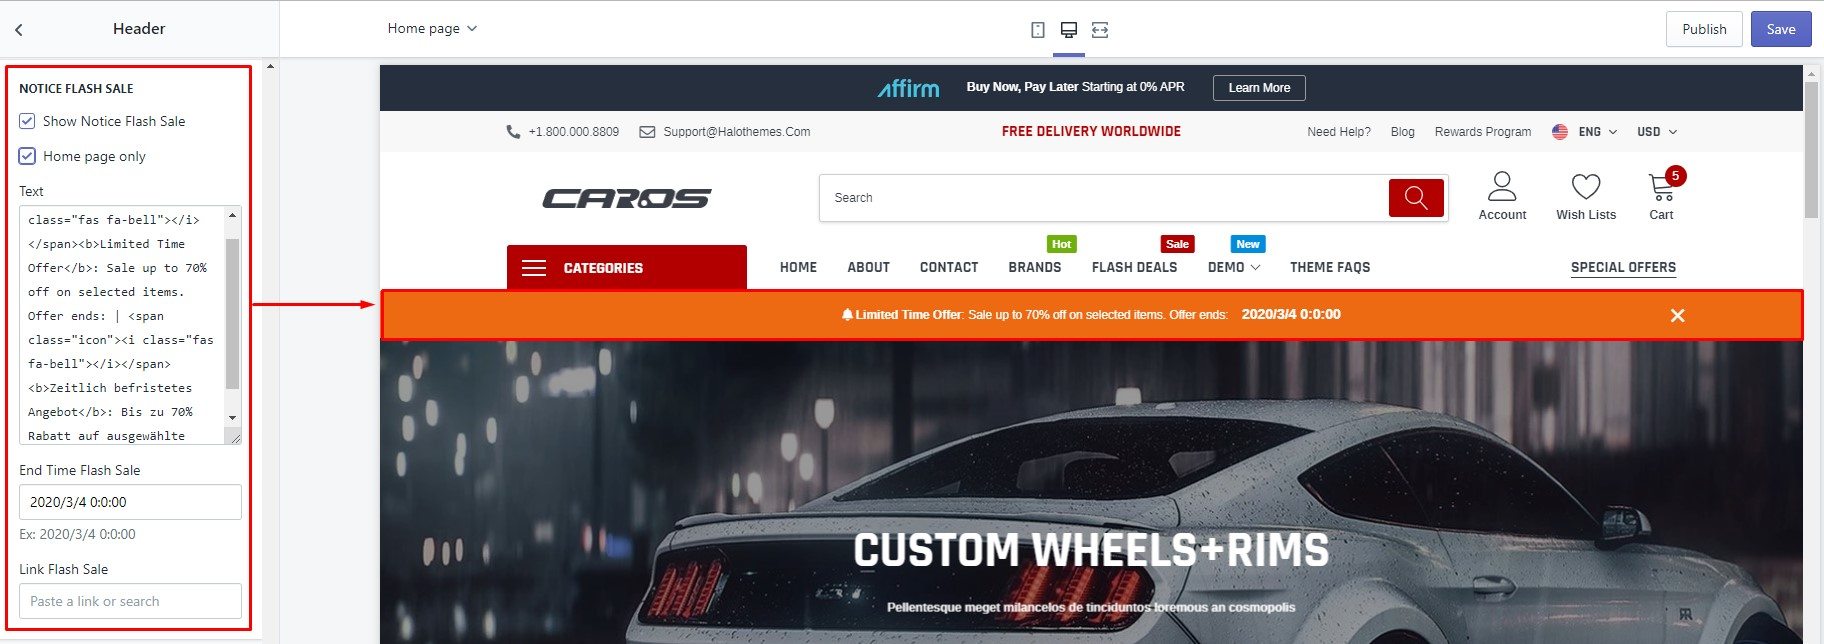 Header
Home page
Publish
Save
NOTICE FLASH SALE
Show Notice Flash Sale
Home page only
Text
class="fas fa-bell"></i>
</span><b>Limited Time
Offer</b>: Sale up to 70%
off on selected items.
Offer ends: | <span
class="icon"><i class="fas
fa-bell"></i></span>
<b>Zeitlich befristetes
Angebot</b>: Bis zu 70%
Rabatt auf ausgewählte
End Time Flash Sale
2020/3/4 0:0:00
Ex: 2020/3/4 0:0:00
Link Flash Sale
Paste a link or search
affirm Buy Now, Pay Later Starting at 0% APR Learn More
+1.800.000.8809 Support@Halothemes.Com FREE DELIVERY WORLDWIDE Need Help? Blog Rewards Program ENG USD
CAROS
Search
5
Account Wish Lists Cart
Hot Sale New
CATEGORIES HOME ABOUT CONTACT BRANDS FLASH DEALS DEMO THEME FAQS SPECIAL OFFERS
Limited Time Offer: Sale up to 70% off on selected items. Offer ends: 2020/3/4 0:0:00
CUSTOM WHEELS+RIMS
Pellentesque meget milancelos de tinciduntos loremous an cosmopolis